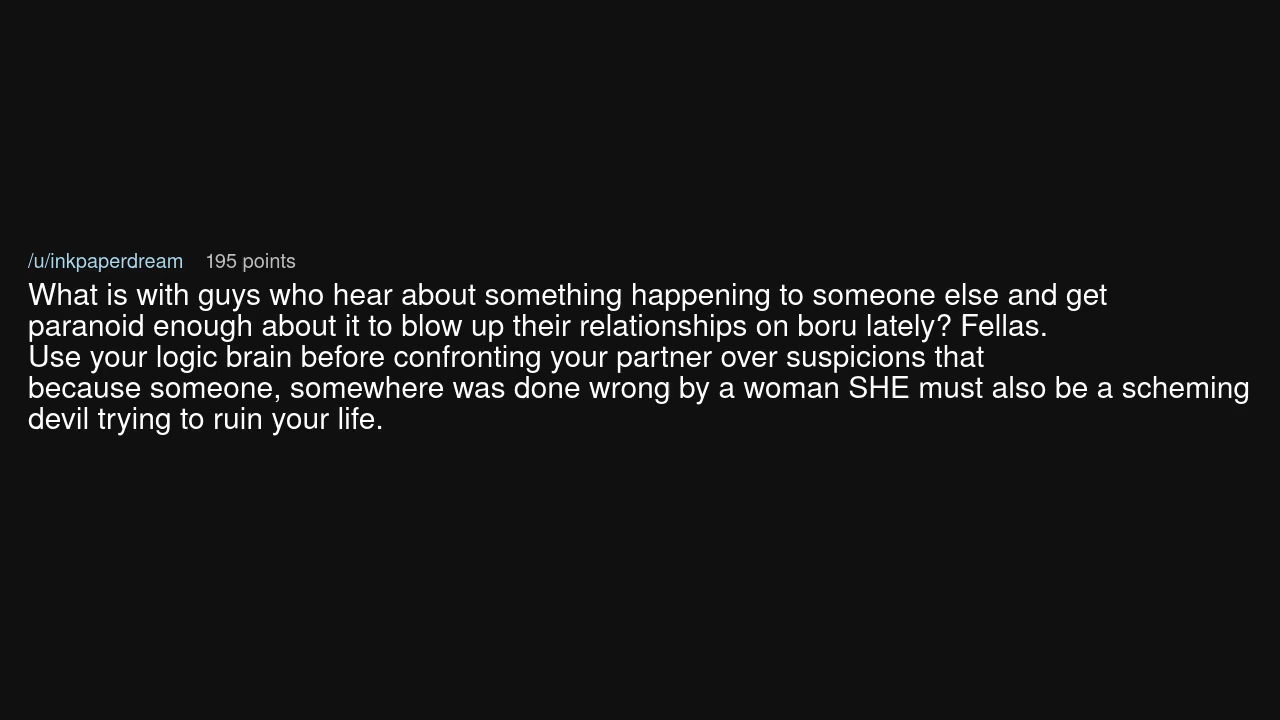 /u/inkpaperdream 195 points
What is with guys who hear about something happening to someone else and get
paranoid enough about it to blow up their relationships on boru lately? Fellas.
Use your logic brain before confronting your partner over suspicions that
because someone, somewhere was done wrong by a woman SHE must also be a scheming
devil trying to ruin your life.